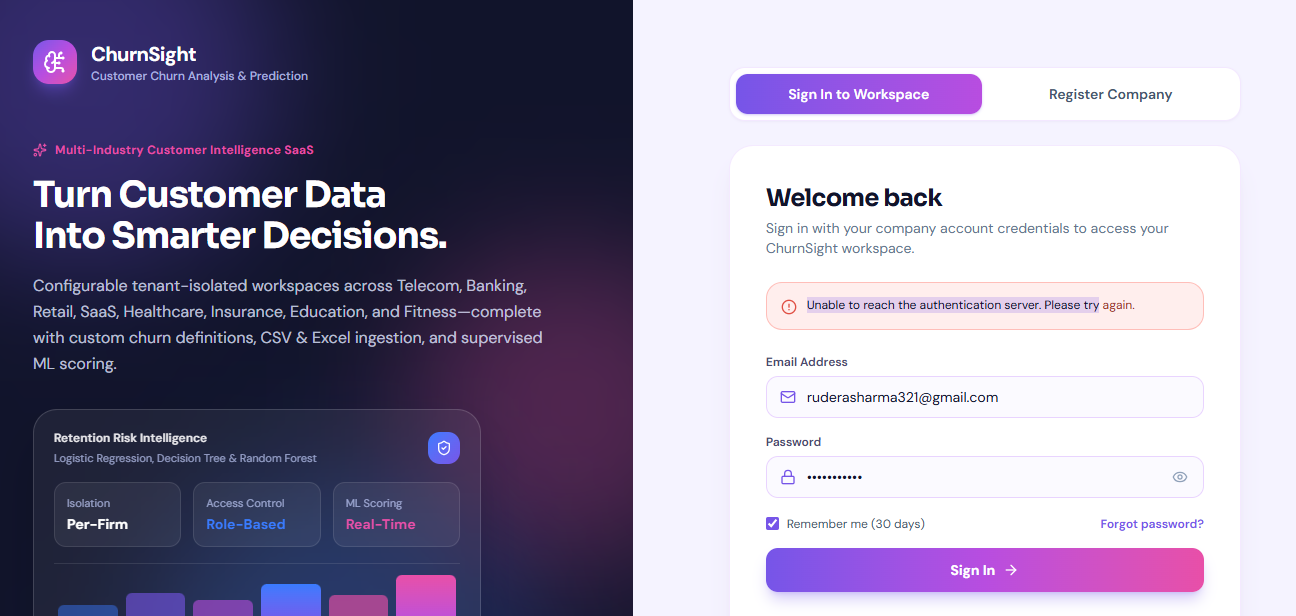 ChurnSight
Customer Churn Analysis & Prediction
Multi-Industry Customer Intelligence SaaS
Turn Customer Data
Into Smarter Decisions.
Configurable tenant-isolated workspaces across Telecom, Banking,
Retail, SaaS, Healthcare, Insurance, Education, and Fitness—complete
with custom churn definitions, CSV & Excel ingestion, and supervised
ML scoring.
Retention Risk Intelligence
Logistic Regression, Decision Tree & Random Forest
Isolation
Per-Firm
Access Control
Role-Based
ML Scoring
Real-Time
Sign In to Workspace
Register Company
Welcome back
Sign in with your company account credentials to access your
ChurnSight workspace.
Unable to reach the authentication server. Please try again.
Email Address
ruderasharma321@gmail.com
Password
•••••••••••
Remember me (30 days)
Forgot password?
Sign In →